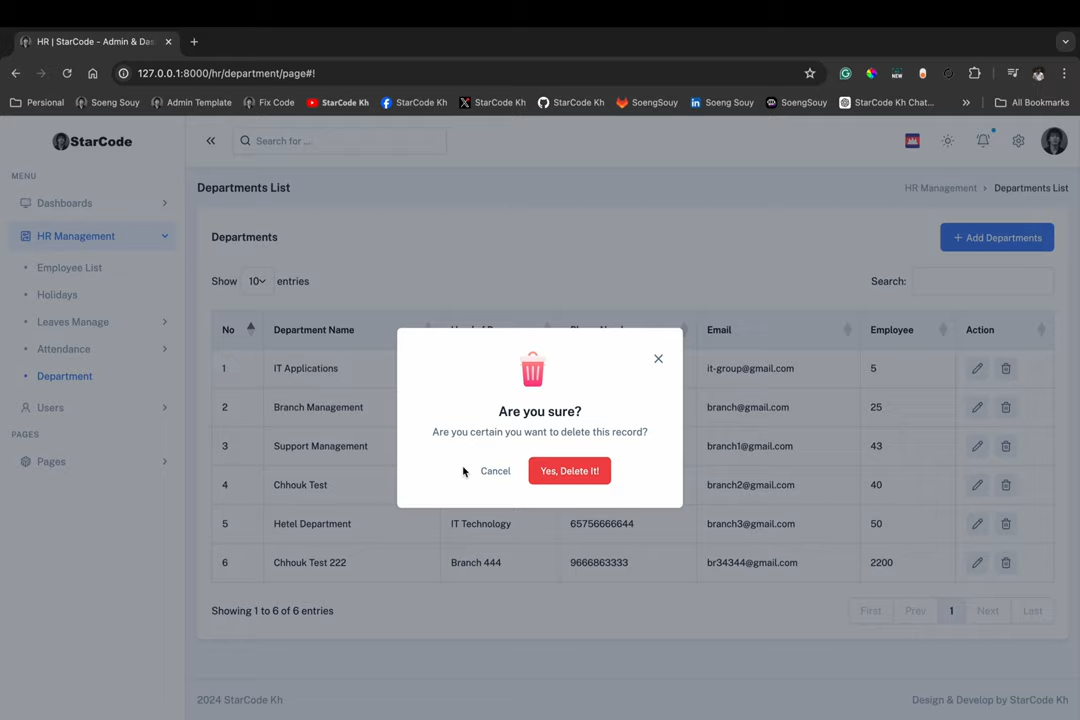 HR | StarCode - Admin & Das
127.0.0.1:8000/hr/department/page#!
Personal Soeng Souy Admin Template Fix Code StarCode Kh StarCode Kh StarCode Kh StarCode Kh SoengSouy Soeng Souy SoengSouy StarCode Kh Chat... » All Bookmarks
StarCode
Search for ...
MENU
Dashboards
HR Management
Employee List
Holidays
Leaves Manage
Attendance
Department
Users
PAGES
Pages
Departments List
HR Management › Departments List
Departments
+ Add Departments
Show 10 entries
Search:
No Department Name Email Employee Action
1 IT Applications it-group@gmail.com 5
2 Branch Management branch@gmail.com 25
3 Support Management branch1@gmail.com 43
4 Chhouk Test branch2@gmail.com 40
5 Hetel Department IT Technology 65756666644 branch3@gmail.com 50
6 Chhouk Test 222 Branch 444 9666863333 br34344@gmail.com 2200
Are you sure?
Are you certain you want to delete this record?
Cancel Yes, Delete It!
Showing 1 to 6 of 6 entries
First Prev 1 Next Last
2024 StarCode Kh
Design & Develop by StarCode Kh